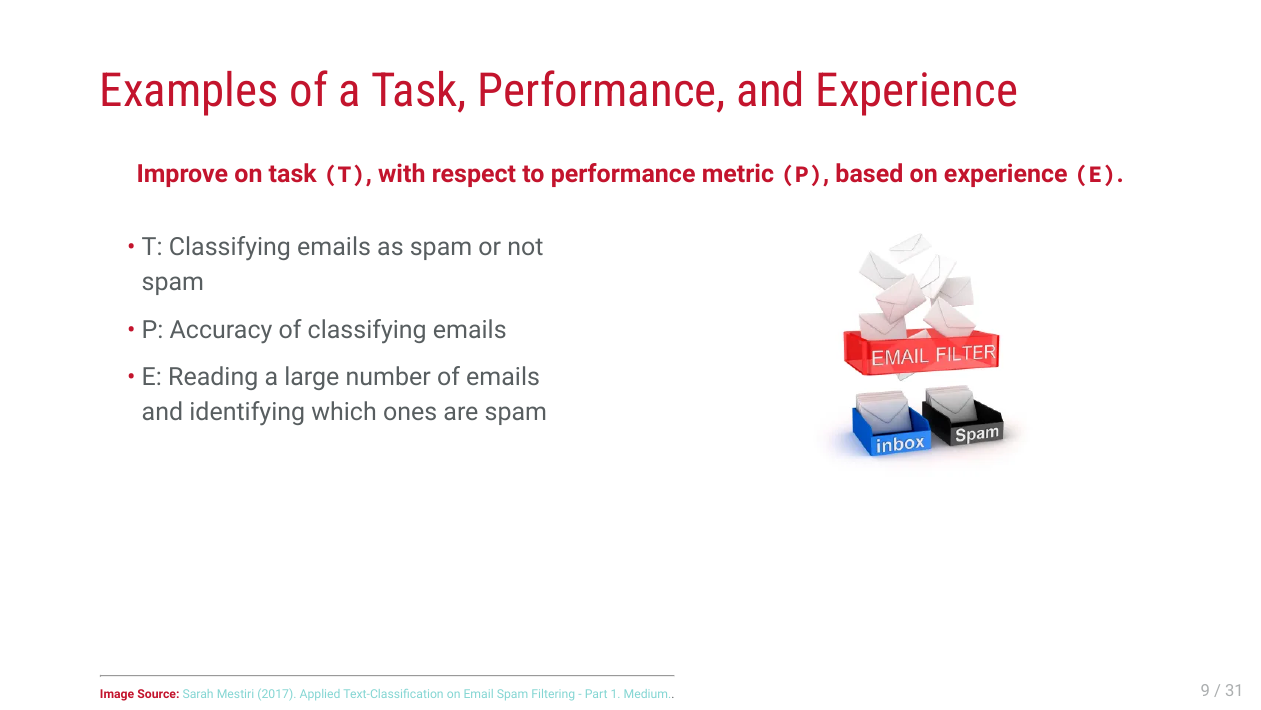 Examples of a Task, Performance, and Experience
Improve on task (T), with respect to performance metric (P), based on experience (E).
• T: Classifying emails as spam or not
spam
• P: Accuracy of classifying emails
• E: Reading a large number of emails
and identifying which ones are spam
EMAIL FILTER
inbox
Spam
Image Source: Sarah Mestiri (2017). Applied Text-Classification on Email Spam Filtering - Part 1. Medium..
9 / 31